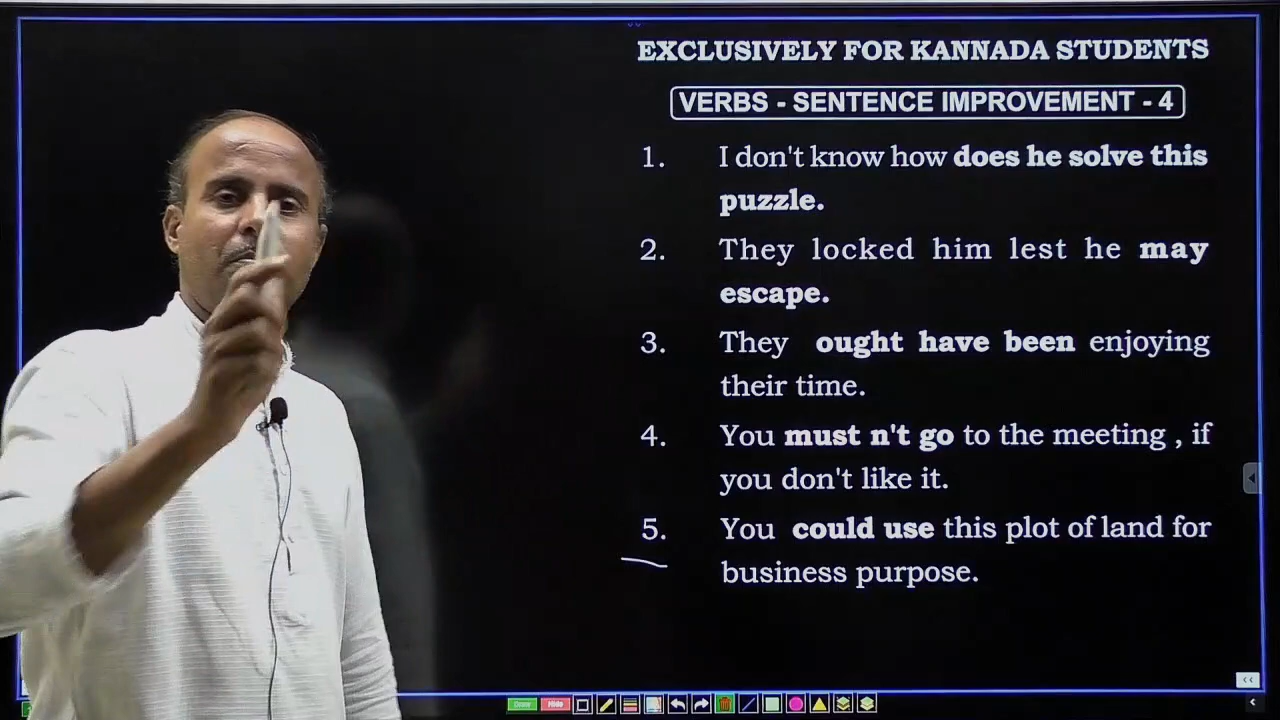 EXCLUSIVELY FOR KANNADA STUDENTS
VERBS - SENTENCE IMPROVEMENT - 4
1. I don't know how does he solve this
puzzle.
2. They locked him lest he may
escape.
3. They ought have been enjoying
their time.
4. You must n't go to the meeting , if
you don't like it.
5. You could use this plot of land for
business purpose.